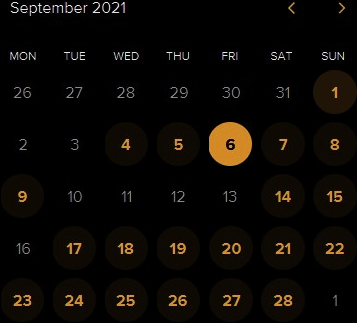 September 2021 < >
MON TUE WED THU FRI SAT SUN
26 27 28 29 30 31 1
2 3 4 5 6 7 8
9 10 11 12 13 14 15
16 17 18 19 20 21 22
23 24 25 26 27 28 1